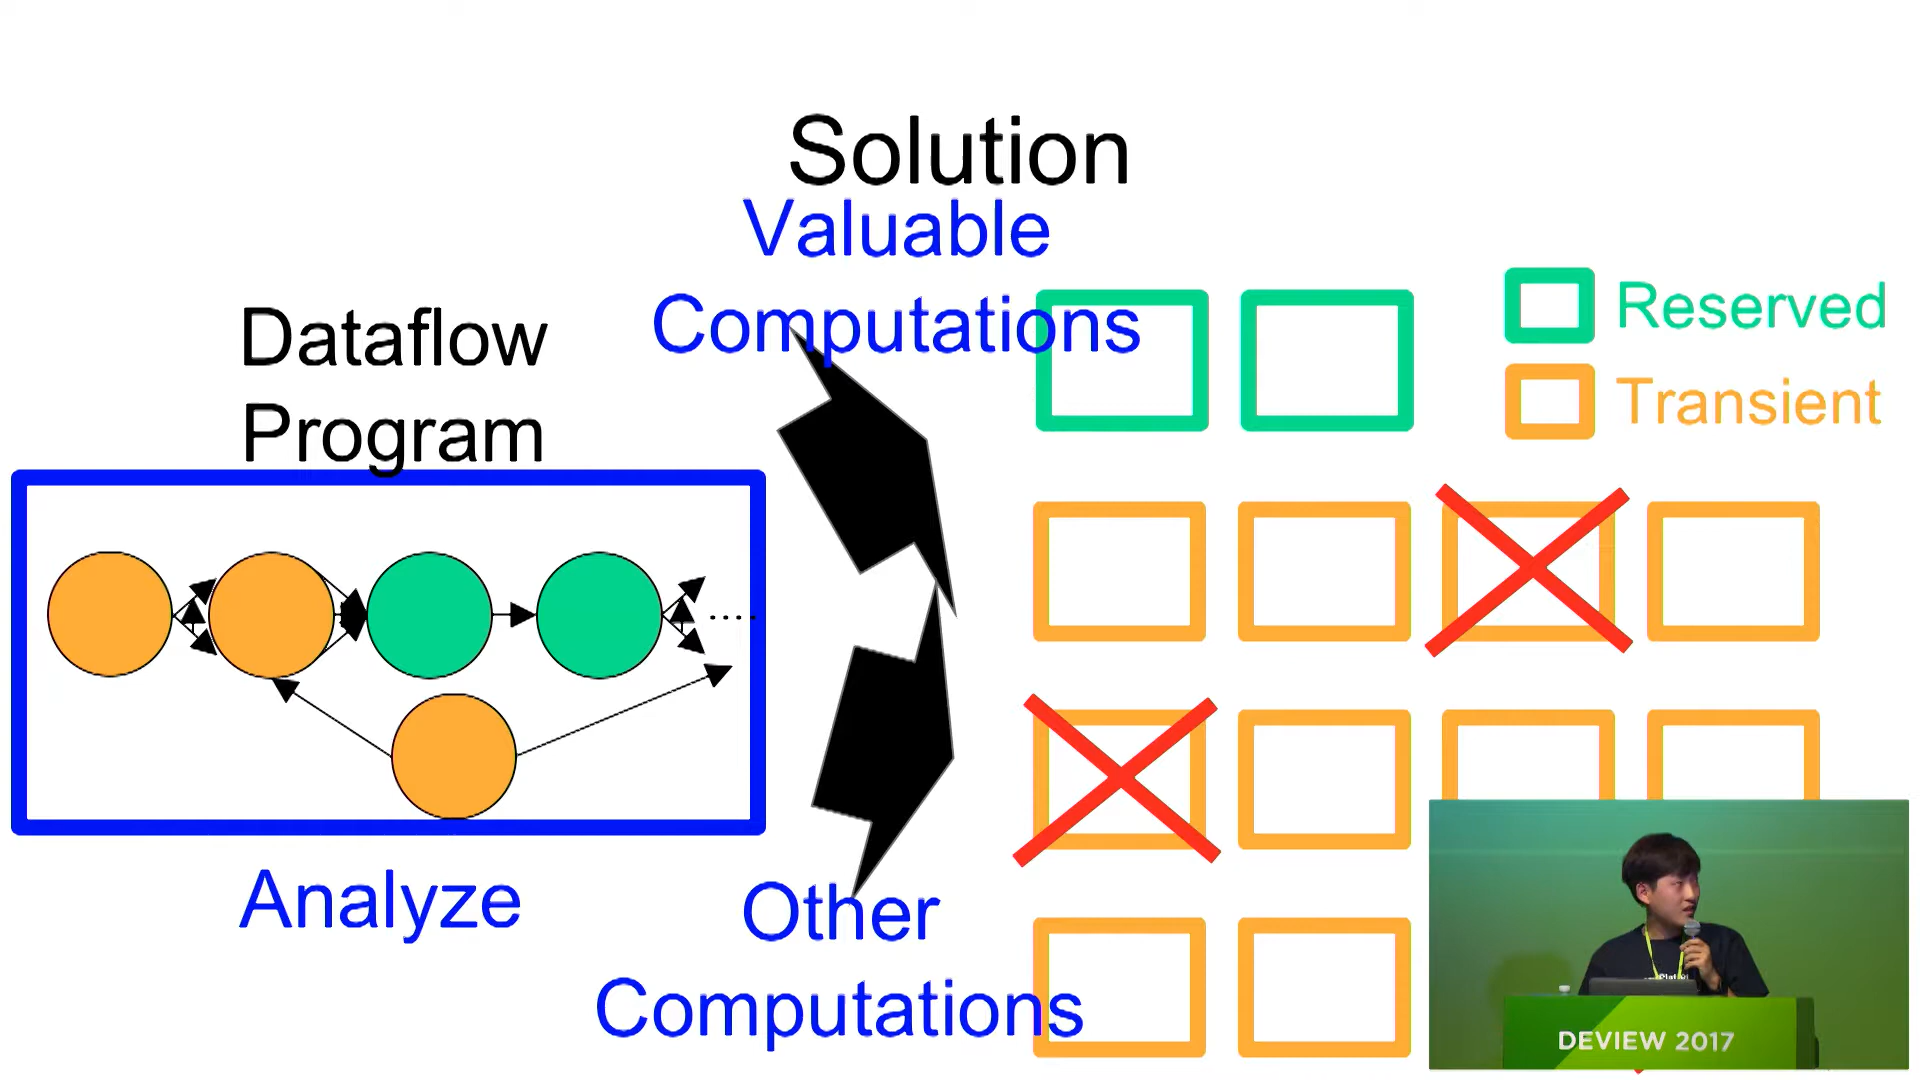 Solution
Valuable
Computations
Dataflow
Program
Reserved
Transient
Analyze
Other
Computations
DEVIEW 2017